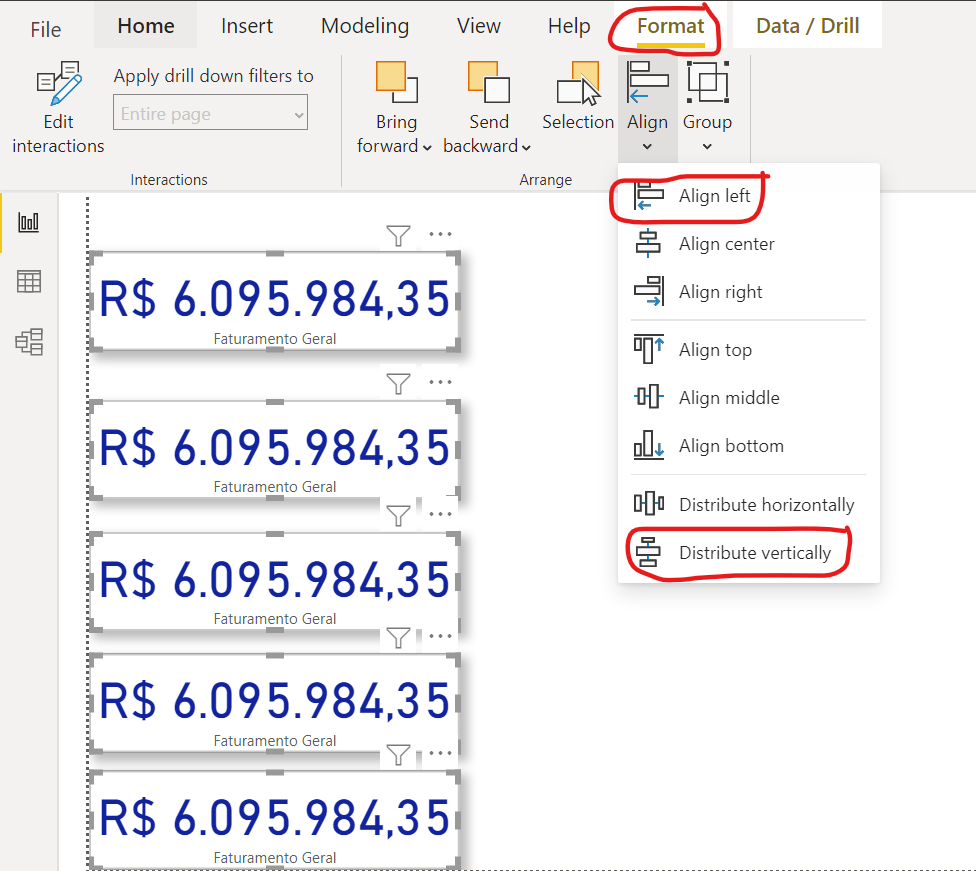 File Home Insert Modeling View Help Format Data / Drill
Apply drill down filters to
Entire page
Edit interactions
Interactions
Bring forward
Send backward
Selection
Align
Group
Arrange
Align left
Align center
Align right
Align top
Align middle
Align bottom
Distribute horizontally
Distribute vertically
R$ 6.095.984,35
Faturamento Geral
R$ 6.095.984,35
Faturamento Geral
R$ 6.095.984,35
Faturamento Geral
R$ 6.095.984,35
Faturamento Geral
R$ 6.095.984,35
Faturamento Geral